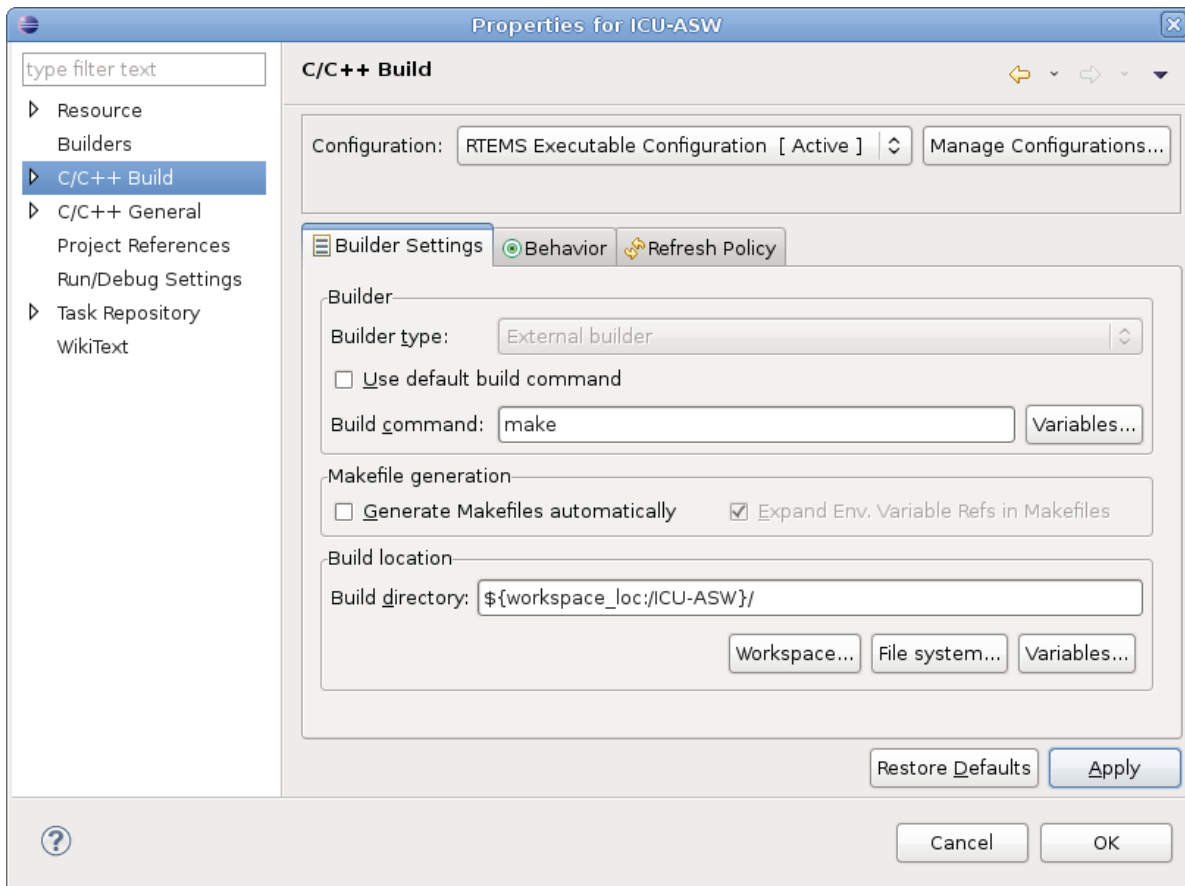 Properties for ICU-ASW
type filter text
Resource
Builders
C/C++ Build
C/C++ General
Project References
Run/Debug Settings
Task Repository
WikiText
C/C++ Build
Configuration: RTEMS Executable Configuration [ Active ] Manage Configurations...
Builder Settings Behavior Refresh Policy
Builder
Builder type: External builder
Use default build command
Build command: make Variables...
Makefile generation
Generate Makefiles automatically Expand Env. Variable Refs in Makefiles
Build location
Build directory: ${workspace_loc:/ICU-ASW}/
Workspace... File system... Variables...
Restore Defaults Apply
? Cancel OK